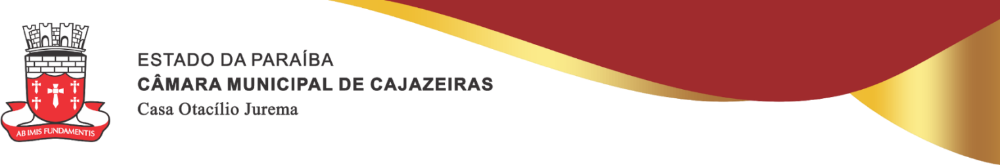 ESTADO DA PARAÍBA
CÂMARA MUNICIPAL DE CAJAZEIRAS
Casa Otacílio Jurema
AB IMIS FUNDAMENTIS